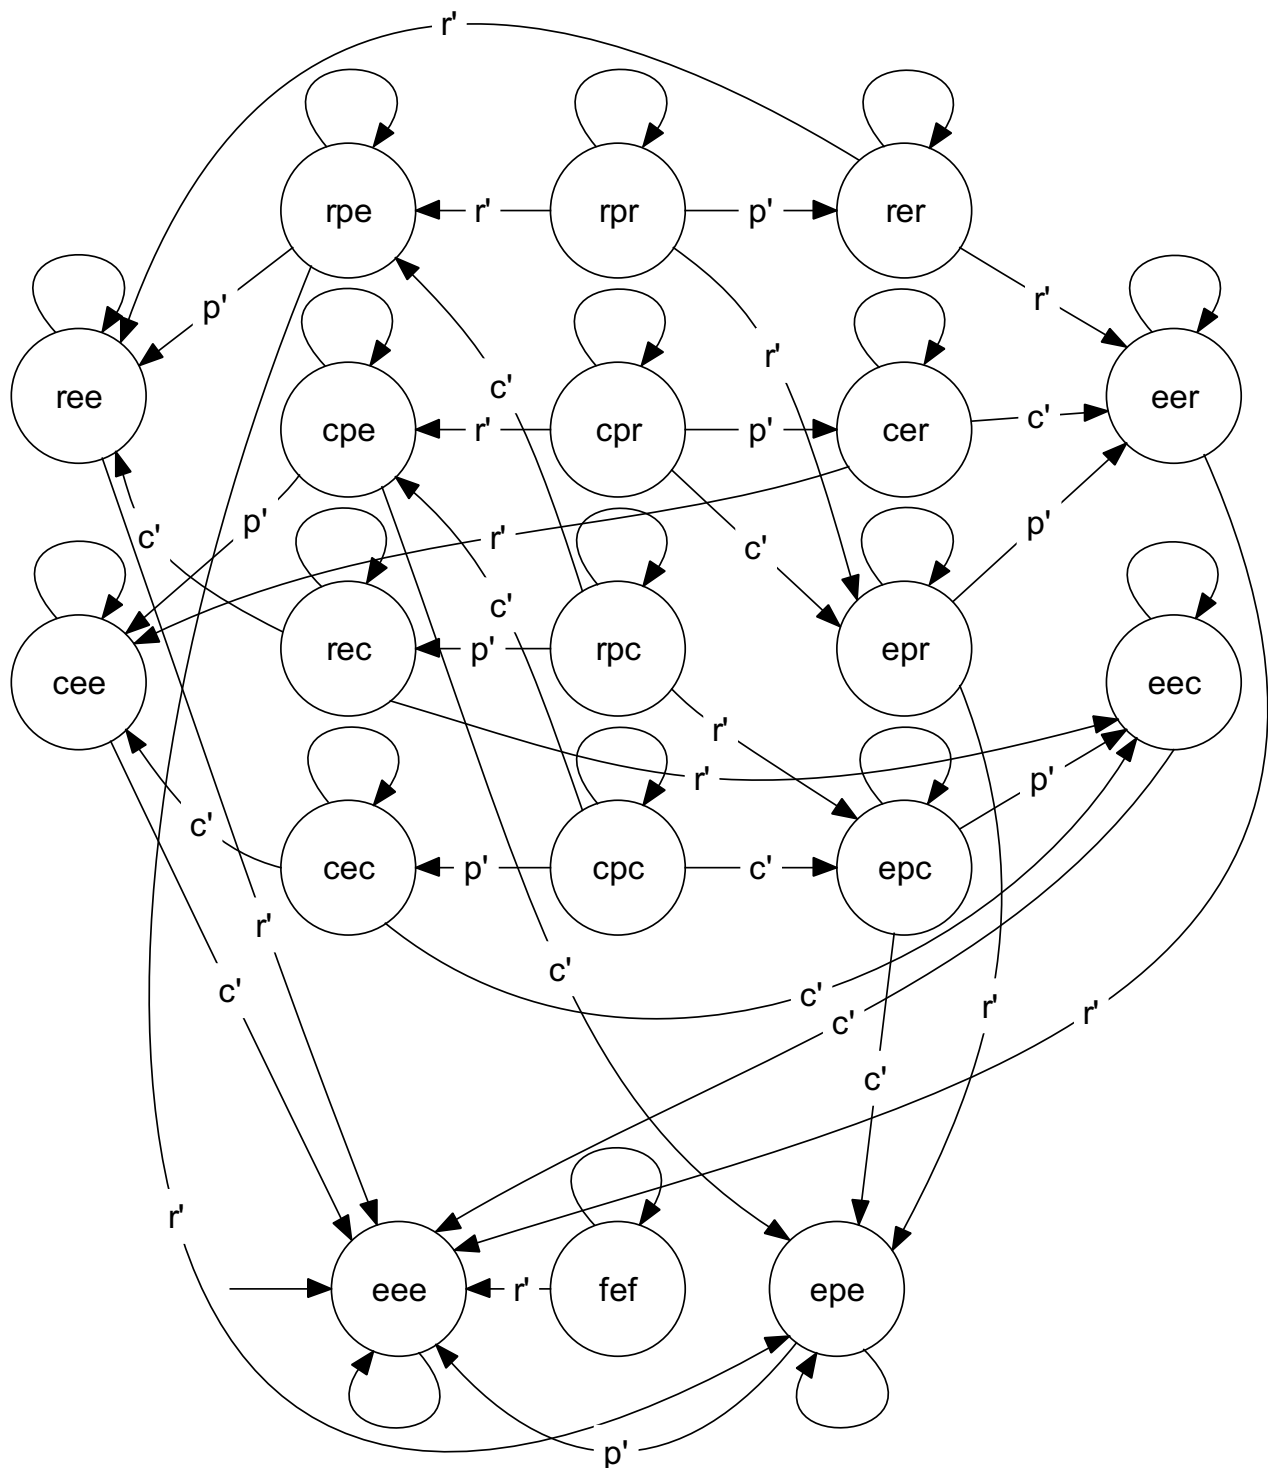 r'
rpe r' rpr p' rer
r'
p'
r'
ree c' eer
cpe r' cpr p' cer c'
p' c' p'
c' r'
c'
rec p' rpc epr
cee eec
r'
r' p'
c'
cec p' cpc c' epc
r'
c'
c' c' r' r'
c'
c'
r'
eee r' fef epe
p'